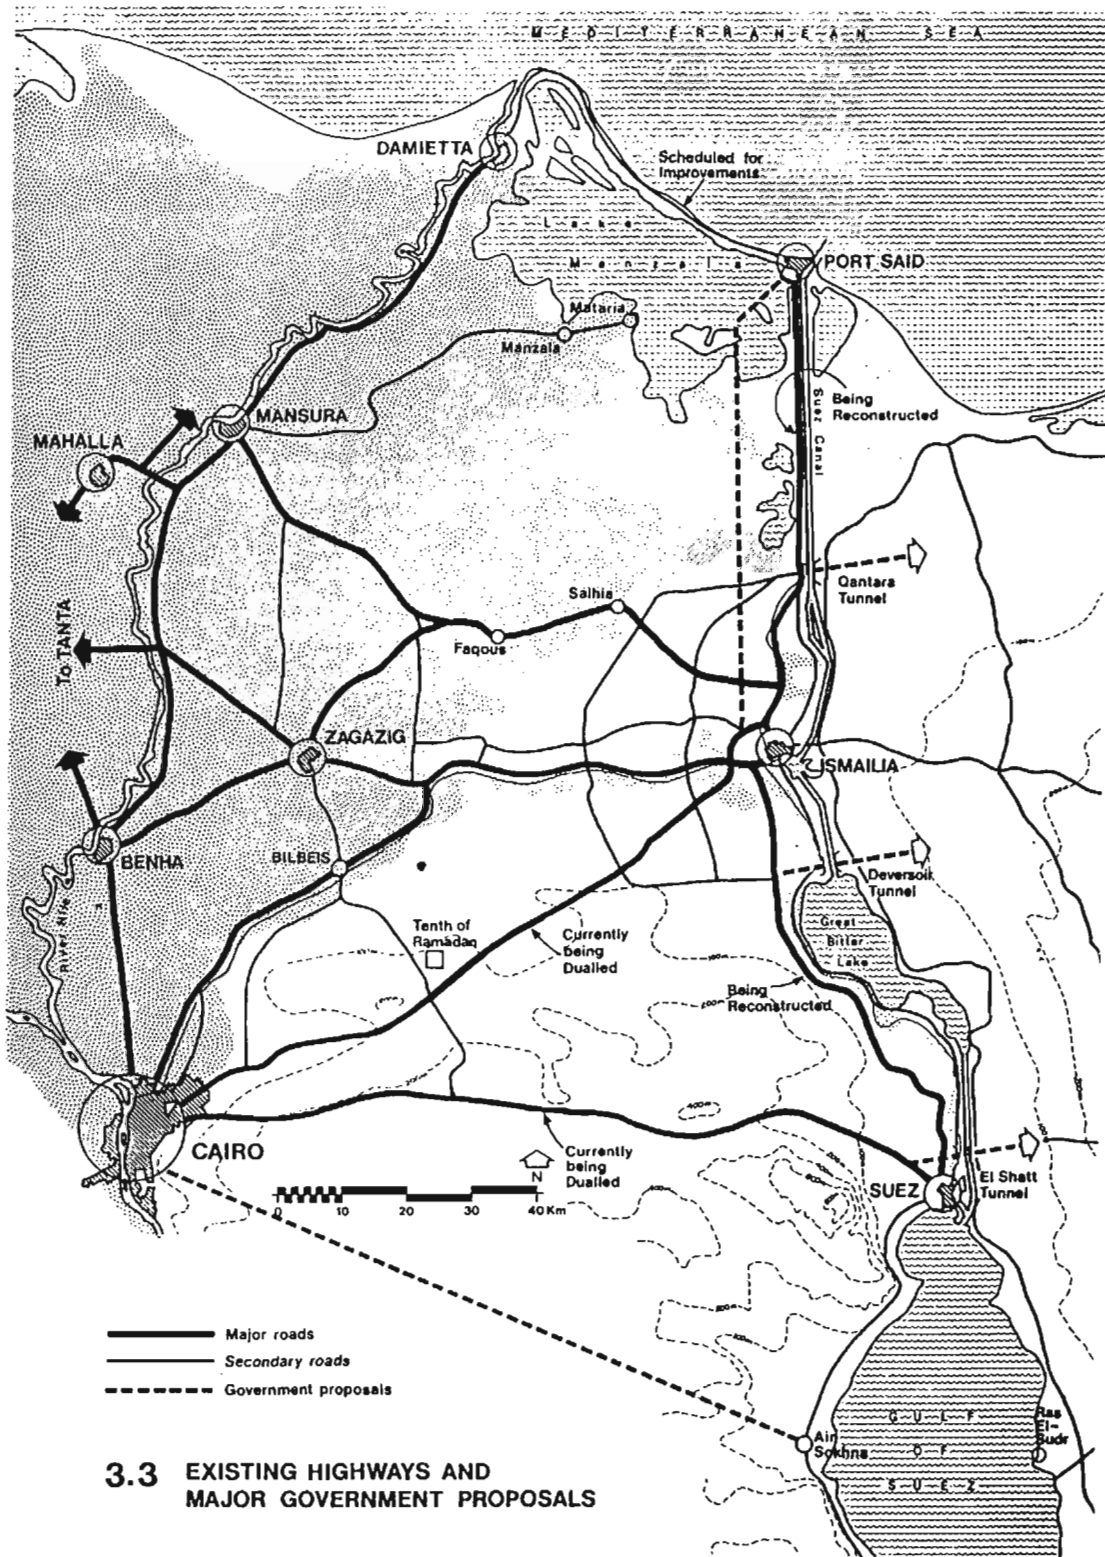 MEDITERRANEAN SEA
DAMIETTA
Scheduled for
Improvements
Lake
Manzala
PORT SAID
Mataria
Manzala
Suez Canal
Being
Reconstructed
MANSURA
MAHALLA
Qantara
Tunnel
Salhia
Faqous
To TANTA
ZAGAZIG
ISMAILIA
BENHA
BILBEIS
Deversoir
Tunnel
River Nile
Tenth of
Ramadan
Currently
being
Dualled
Great
Bitter
Lake
Being
Reconstructed
CAIRO
Currently
being
Dualled
N
0 10 20 30 40 Km
SUEZ
El Shatt
Tunnel
Major roads
Secondary roads
Government proposals
Ain
Sokhna
GULF
OF
SUEZ
Ras
El-
Sudr
3.3 EXISTING HIGHWAYS AND
MAJOR GOVERNMENT PROPOSALS